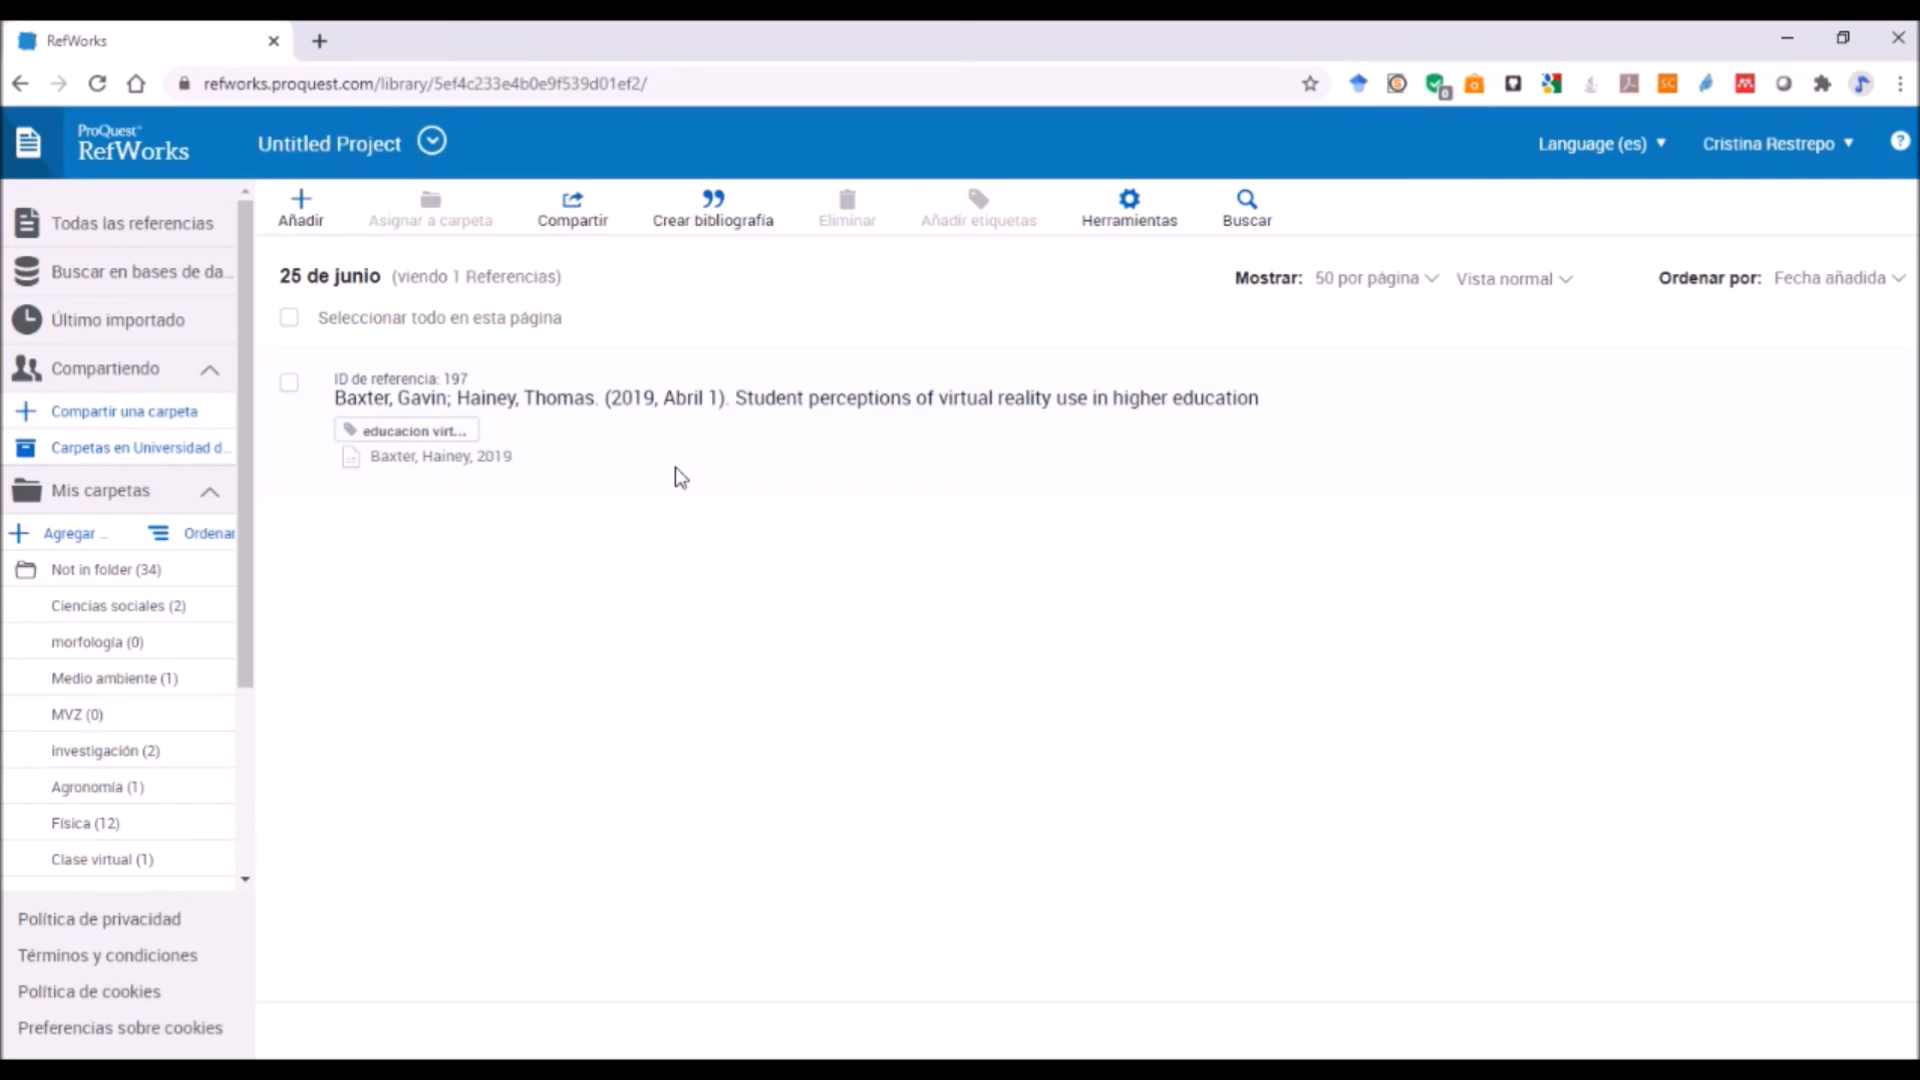 RefWorks
refworks.proquest.com/library/5ef4c233e4b0e9f539d01ef2/
ProQuest®
RefWorks
Untitled Project
Language (es)
Cristina Restrepo
Añadir
Asignar a carpeta
Compartir
Crear bibliografía
Eliminar
Añadir etiquetas
Herramientas
Buscar
Todas las referencias
Buscar en bases de da...
Último importado
Compartiendo
Compartir una carpeta
Carpetas en Universidad d...
Mis carpetas
Agregar ...
Ordenar
Not in folder (34)
Ciencias sociales (2)
morfología (0)
Medio ambiente (1)
MVZ (0)
investigación (2)
Agronomía (1)
Física (12)
Clase virtual (1)
Política de privacidad
Términos y condiciones
Política de cookies
Preferencias sobre cookies
25 de junio (viendo 1 Referencias)
Mostrar: 50 por página
Vista normal
Ordenar por: Fecha añadida
Seleccionar todo en esta página
ID de referencia: 197
Baxter, Gavin; Hainey, Thomas. (2019, Abril 1). Student perceptions of virtual reality use in higher education
educacion virt...
Baxter, Hainey, 2019